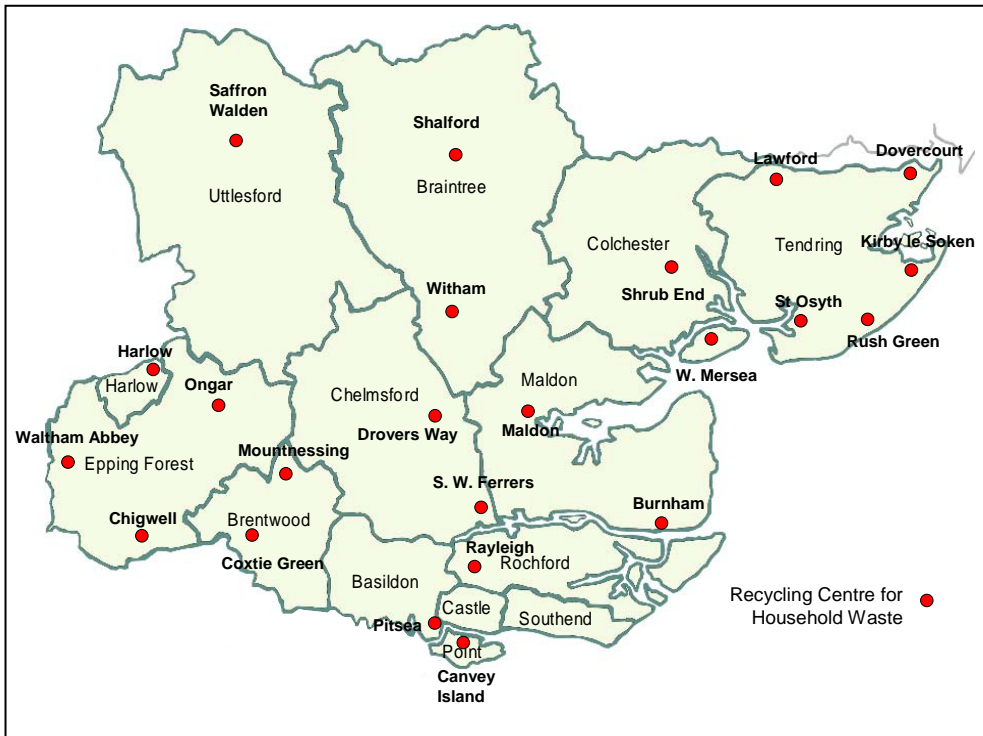 Saffron
Walden
Shalford
Dovercourt
Lawford
Braintree
Uttlesford
Colchester
Tendring
Kirby le Soken
Witham
Shrub End
St Osyth
Rush Green
Harlow
Harlow
Ongar
Chelmsford
Maldon
W. Mersea
Drovers Way
Maldon
Waltham Abbey
Epping Forest
Mountnessing
S. W. Ferrers
Burnham
Chigwell
Brentwood
Coxtie Green
Rayleigh
Rochford
Basildon
Castle
Southend
Pitsea
Point
Canvey
Island
Recycling Centre for
Household Waste